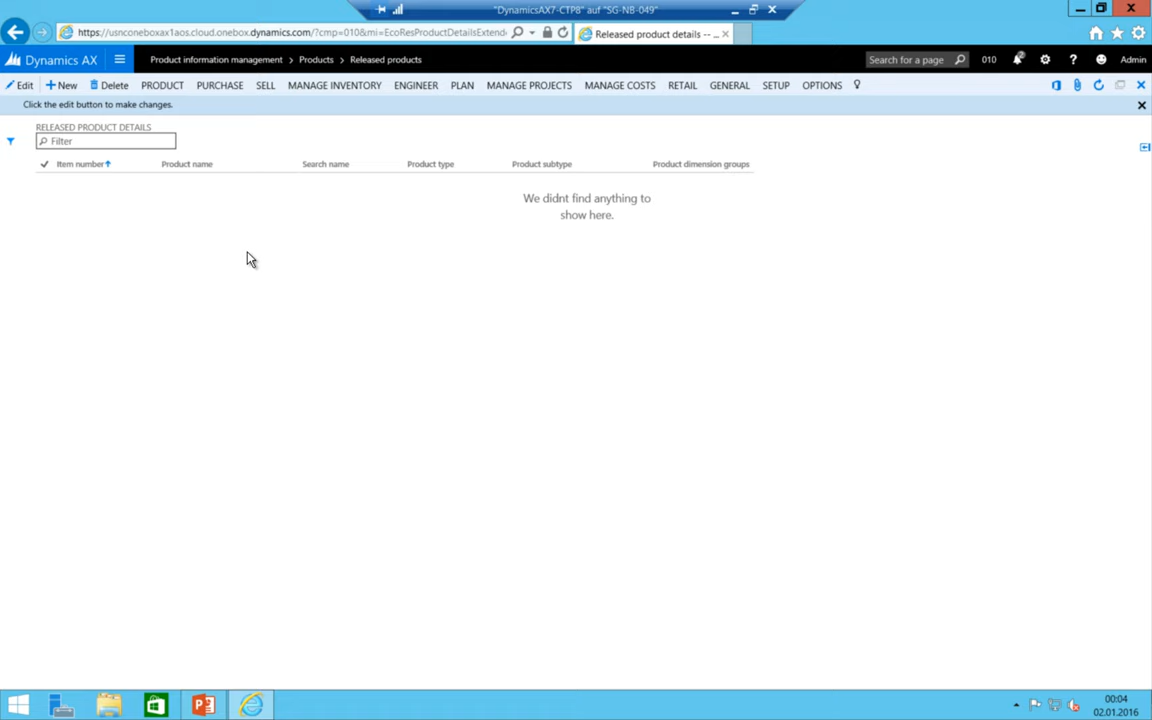 "DynamicsAX7-CTP8" auf "SG-NB-049"
https://usnconeboxax1aos.cloud.onebox.dynamics.com/?cmp=010&mi=EcoResProductDetailsExtend
Released product details -- ...
Dynamics AX
Product information management > Products > Released products
Search for a page
010
Admin
Edit
New
Delete
PRODUCT
PURCHASE
SELL
MANAGE INVENTORY
ENGINEER
PLAN
MANAGE PROJECTS
MANAGE COSTS
RETAIL
GENERAL
SETUP
OPTIONS
Click the edit button to make changes.
RELEASED PRODUCT DETAILS
Filter
Item number
Product name
Search name
Product type
Product subtype
Product dimension groups
We didnt find anything to
show here.
00:04
02.01.2016